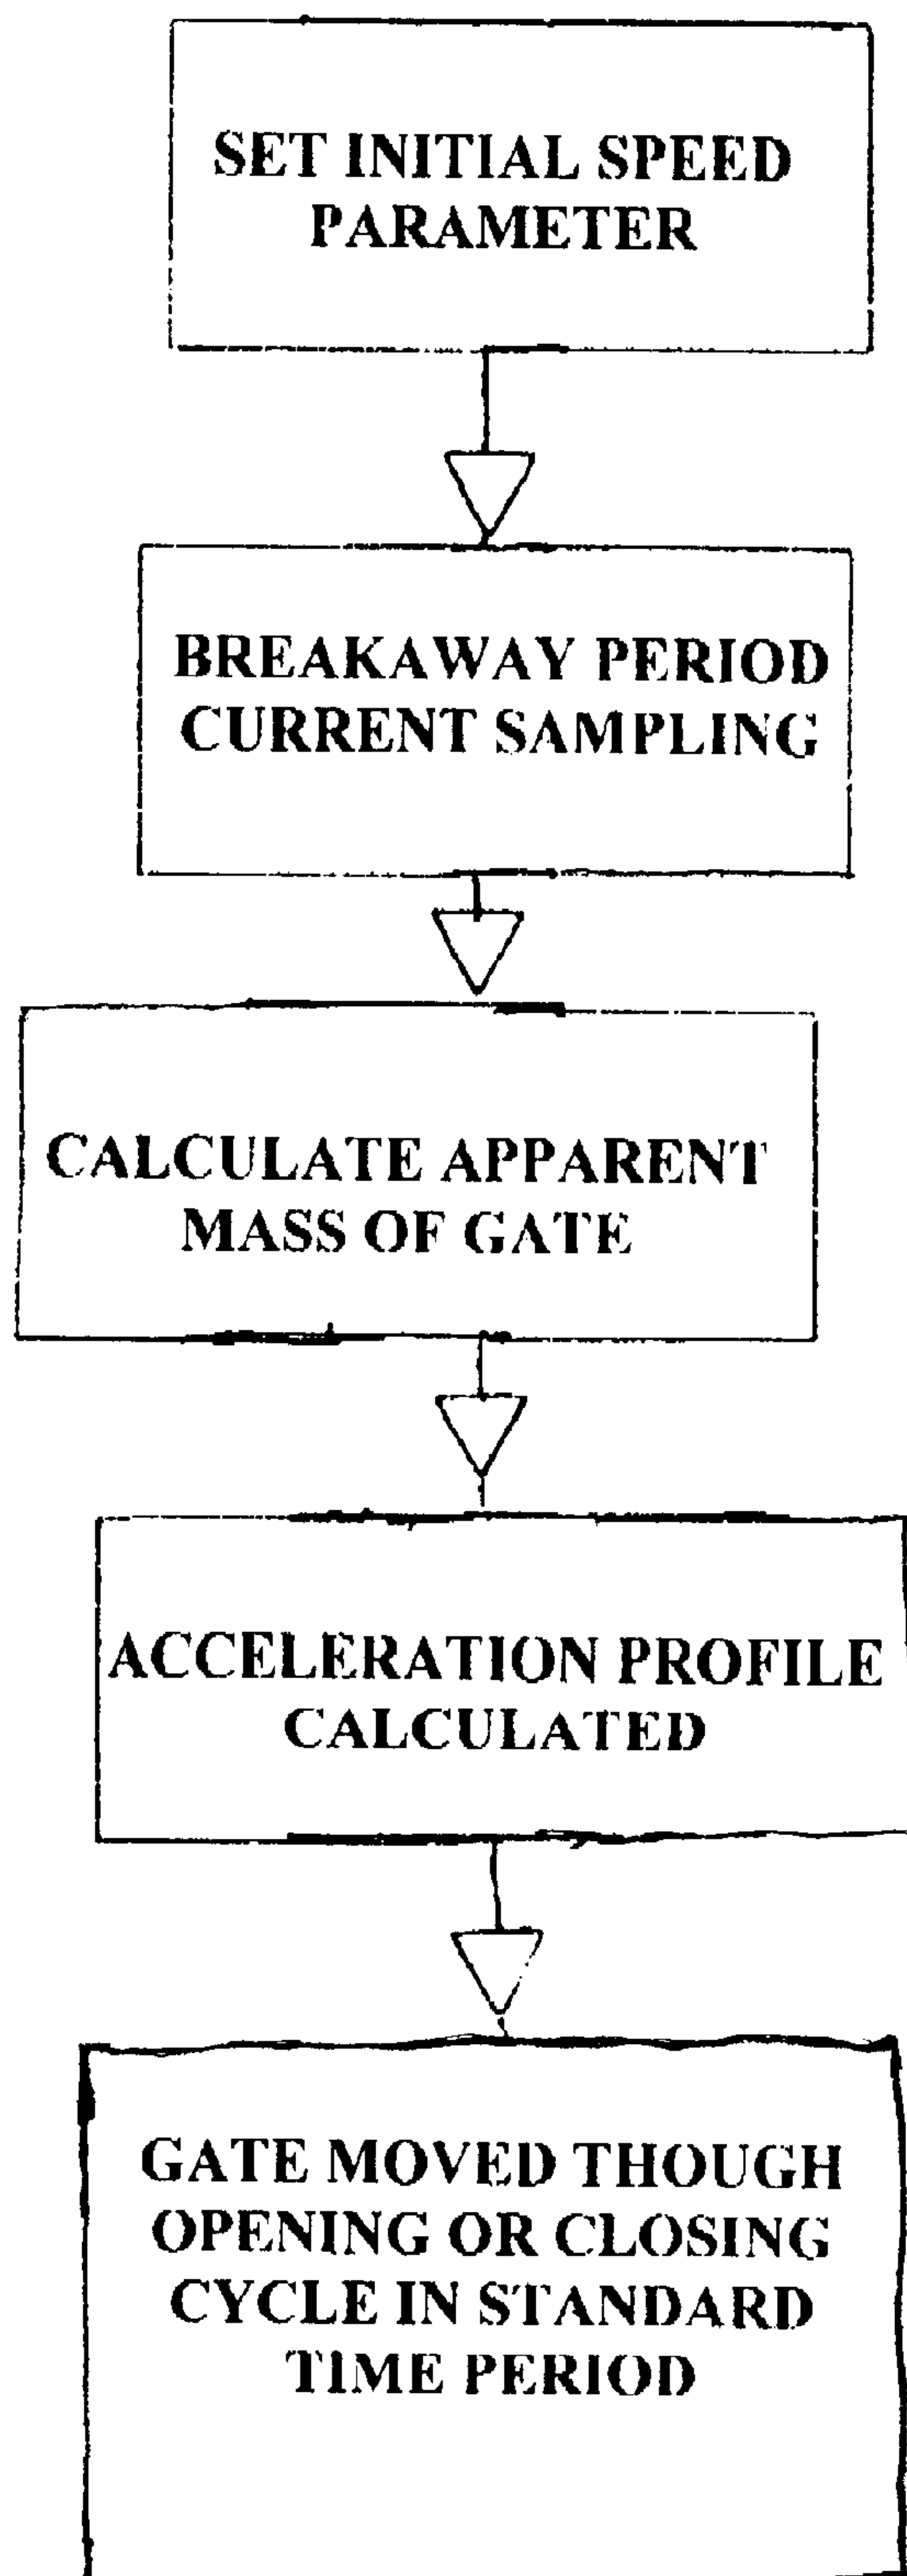 SET INITIAL SPEED
PARAMETER
BREAKAWAY PERIOD
CURRENT SAMPLING
CALCULATE APPARENT
MASS OF GATE
ACCELERATION PROFILE
CALCULATED
GATE MOVED THOUGH
OPENING OR CLOSING
CYCLE IN STANDARD
TIME PERIOD